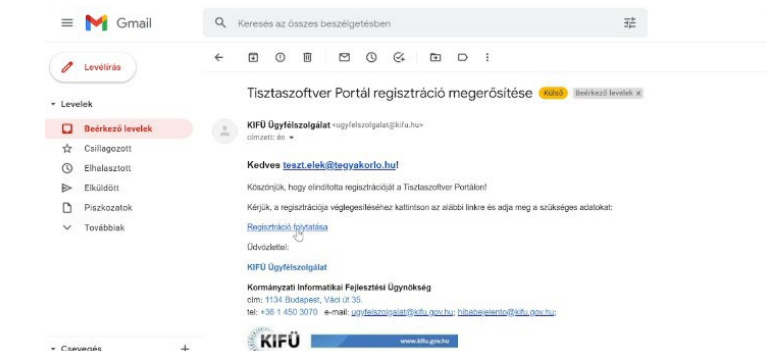 Gmail
Keresés az összes beszélgetésben
Levélírás
Levelek
Beérkező levelek
Csillagozott
Elhalasztott
Elküldött
Piszkozatok
Továbbiak
Csevegés
Tisztaszoftver Portál regisztráció megerősítése Külső Beérkező levelek x
KIFÜ Ügyfélszolgálat <ugyfelszolgalat@kifu.hu>
címzett: én
Kedves teszt.elek@tegyakorlo.hu!
Köszönjük, hogy elindította regisztrációját a Tisztaszoftver Portálon!
Kérjük, a regisztrációja véglegesítéséhez kattintson az alábbi linkre és adja meg a szükséges adatokat:
Regisztráció folytatása
Üdvözlettel:
KIFÜ Ügyfélszolgálat
Kormányzati Informatikai Fejlesztési Ügynökség
cím: 1134 Budapest, Váci út 35.
tel: +36 1 450 3070 e-mail: ugyfelszolgalat@kifu.gov.hu; hibabejelento@kifu.gov.hu;
KIFÜ www.kifu.gov.hu